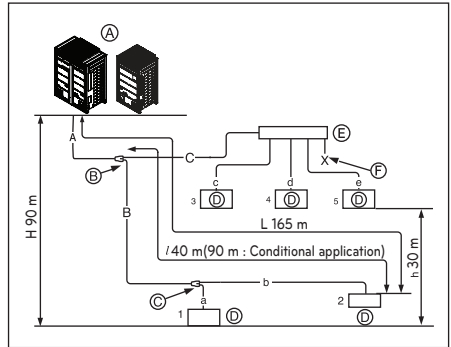 Ⓐ
A
Ⓔ
C
Ⓑ
X
Ⓕ
c
d
e
3 Ⓓ
4 Ⓓ
5 Ⓓ
B
H 90 m
L 165 m
l 40 m(90 m : Conditional application)
h 30 m
b
Ⓒ
a
2
1
Ⓓ
Ⓓ